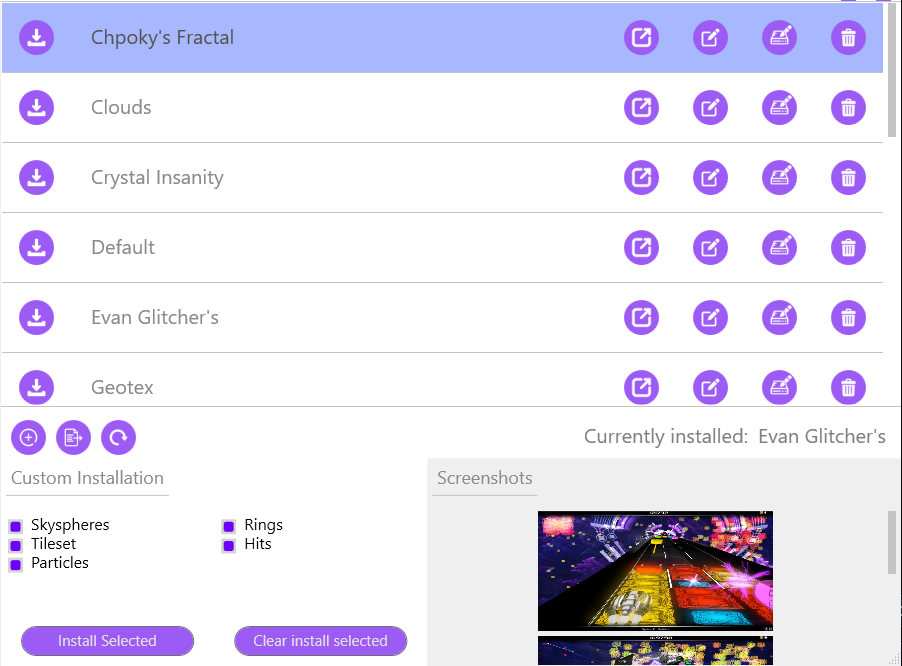 Chpoky's Fractal
Clouds
Crystal Insanity
Default
Evan Glitcher's
Geotex
Currently installed: Evan Glitcher's
Custom Installation
Screenshots
Skyspheres
Rings
Tileset
Hits
Particles
Install Selected
Clear install selected